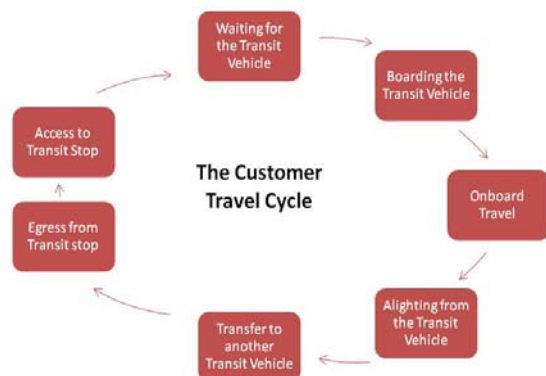 Waiting for
the Transit
Vehicle
Boarding the
Transit Vehicle
Access to
Transit Stop
The Customer
Travel Cycle
Onboard
Travel
Egress from
Transit stop
Alighting from
the Transit
Vehicle
Transfer to
another
Transit Vehicle